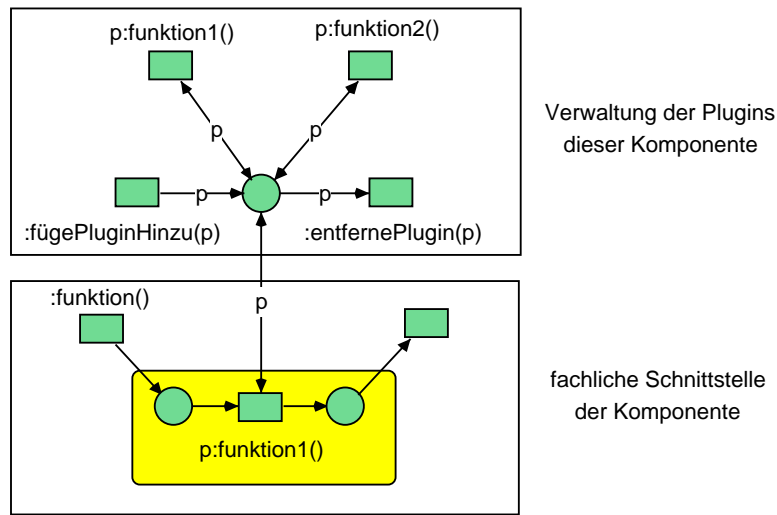 p:funktion1()
p:funktion2()
p
p
p
p
:fügePluginHinzu(p)
:entfernePlugin(p)
Verwaltung der Plugins
dieser Komponente
:funktion()
p
p:funktion1()
fachliche Schnittstelle
der Komponente